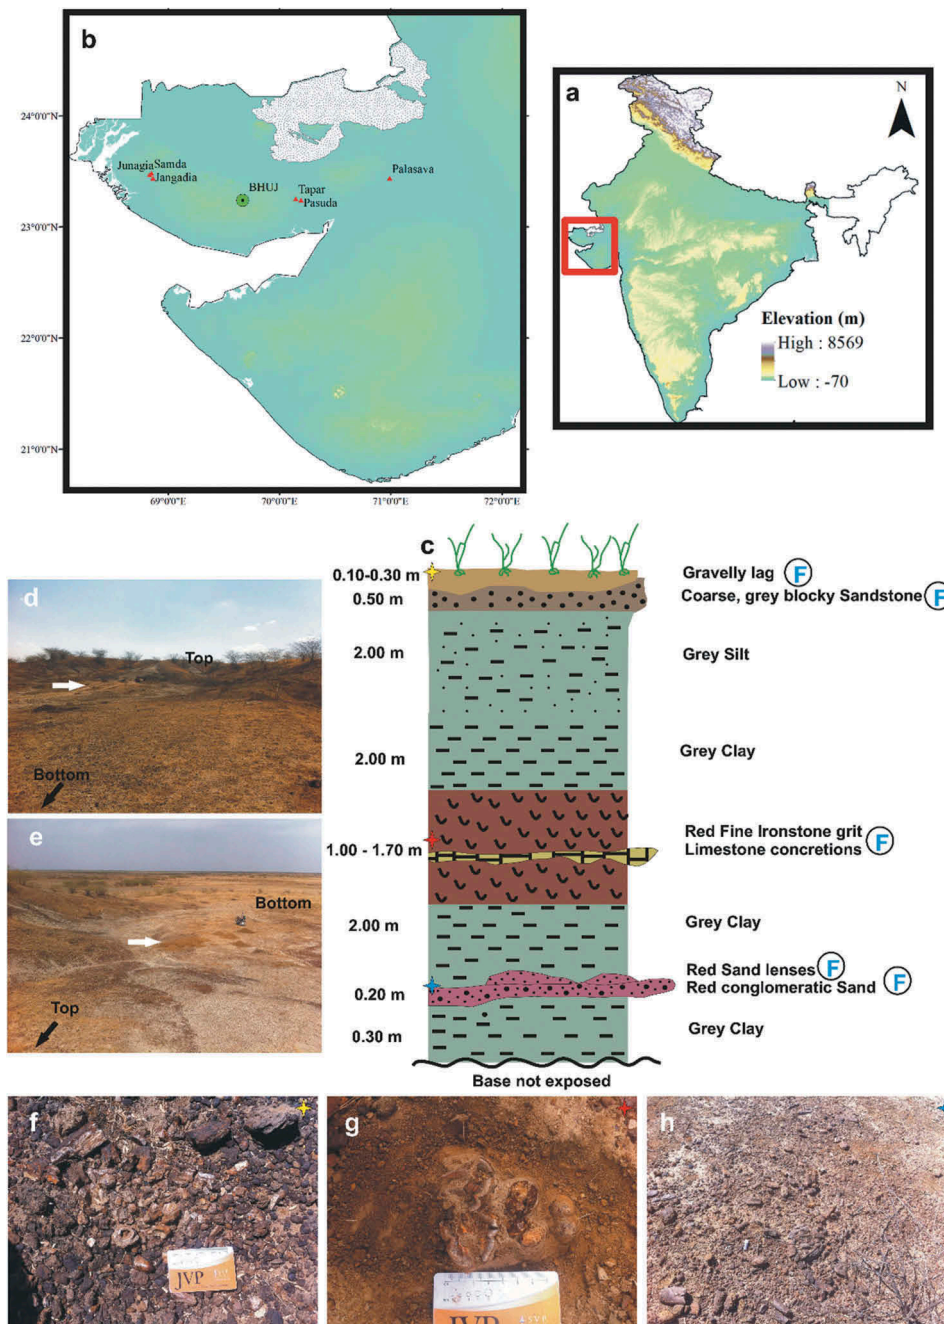 b
24°0'0"N
23°0'0"N
22°0'0"N
21°0'0"N
Junagia Samda
Jangadia
BHUJ
Tapar
Pasuda
Palasava
69°0'0"E
70°0'0"E
71°0'0"E
72°0'0"E
a
N
Elevation (m)
High : 8569
Low : -70
c
0.10-0.30 m
Gravelly lag F
0.50 m
Coarse, grey blocky Sandstone F
2.00 m
Grey Silt
2.00 m
Grey Clay
1.00 - 1.70 m
Red Fine Ironstone grit
Limestone concretions F
2.00 m
Grey Clay
Red Sand lenses F
0.20 m
Red conglomeratic Sand F
0.30 m
Grey Clay
Base not exposed
d
Top
Bottom
e
Bottom
Top
f
JVP
g
JVP
h